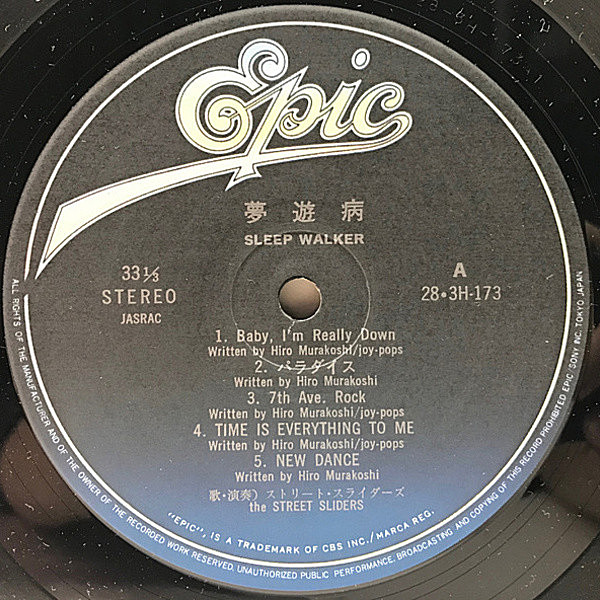 Epic
夢遊病
SLEEP WALKER
33⅓
STEREO
JASRAC
A
28•3H-173
1. Baby, I'm Really Down
Written by Hiro Murakoshi/joy-pops
2. パラダイス
Written by Hiro Murakoshi
3. 7th Ave. Rock
Written by Hiro Murakoshi/joy-pops
4. TIME IS EVERYTHING TO ME
Written by Hiro Murakoshi/joy-pops
5. NEW DANCE
Written by Hiro Murakoshi
歌・演奏) ストリート・スライダーズ
the STREET SLIDERS
"EPIC", IS A TRADEMARK OF CBS INC./MARCA REG.
ALL RIGHTS OF THE MANUFACTURER AND OF THE OWNER OF THE RECORDED WORK RESERVED. UNAUTHORIZED PUBLIC PERFORMANCE, BROADCASTING AND COPYING OF THIS RECORD PROHIBITED EPIC/SONY INC. TOKYO JAPAN